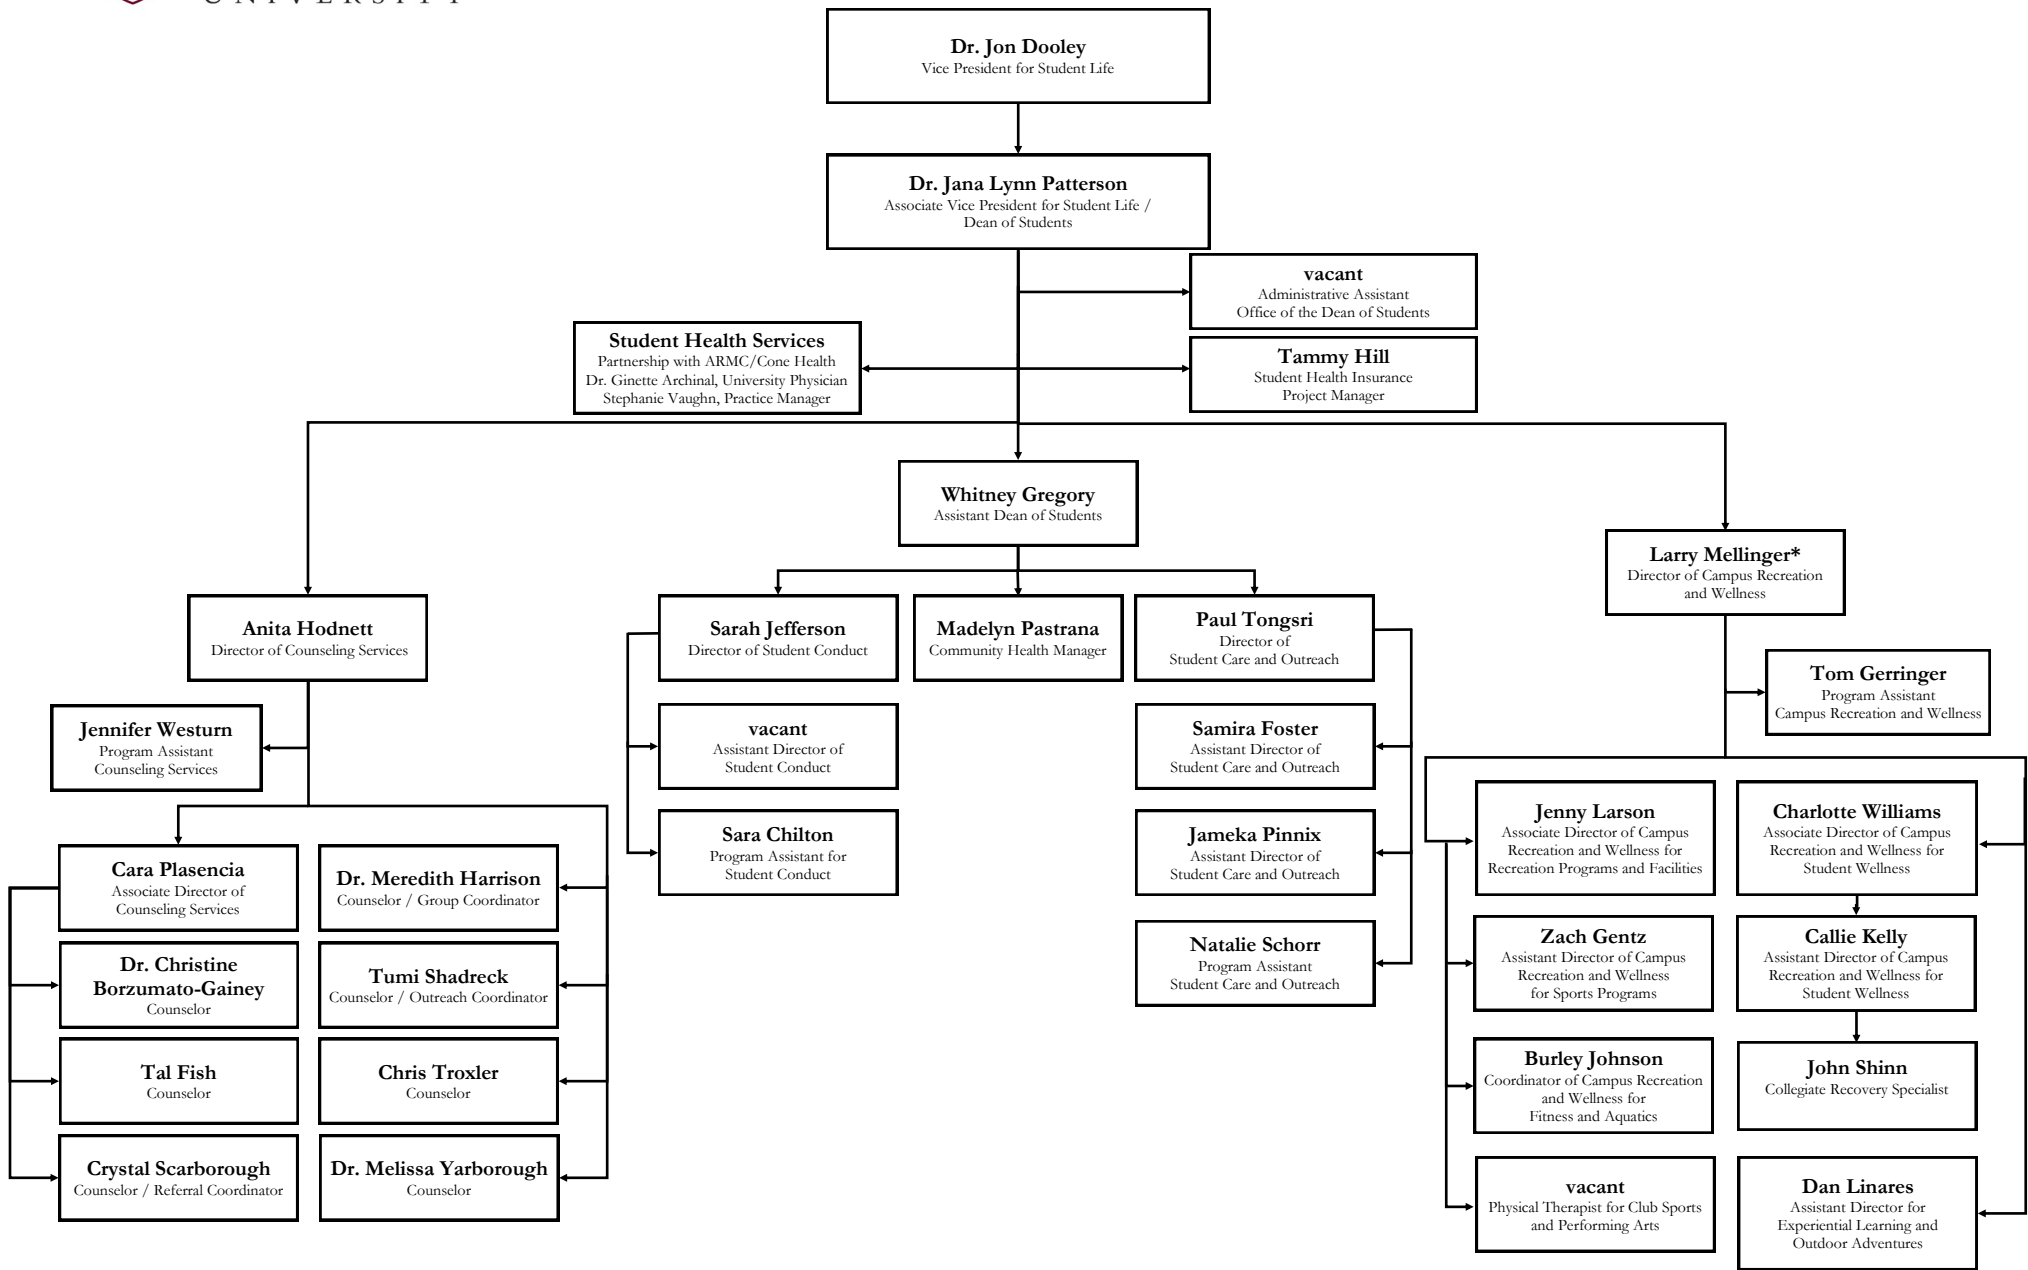 Dr. Jon Dooley
Vice President for Student Life
Dr. Jana Lynn Patterson
Associate Vice President for Student Life /
Dean of Students
vacant
Administrative Assistant
Office of the Dean of Students
Student Health Services
Partnership with ARMC/Cone Health
Dr. Ginette Archinal, University Physician
Stephanie Vaughn, Practice Manager
Tammy Hill
Student Health Insurance
Project Manager
Whitney Gregory
Assistant Dean of Students
Larry Mellinger*
Director of Campus Recreation
and Wellness
Anita Hodnett
Director of Counseling Services
Sarah Jefferson
Director of Student Conduct
Madelyn Pastrana
Community Health Manager
Paul Tongsri
Director of
Student Care and Outreach
Tom Gerringer
Program Assistant
Campus Recreation and Wellness
Jennifer Westurn
Program Assistant
Counseling Services
vacant
Assistant Director of
Student Conduct
Samira Foster
Assistant Director of
Student Care and Outreach
Sara Chilton
Program Assistant for
Student Conduct
Jameka Pinnix
Assistant Director of
Student Care and Outreach
Natalie Schorr
Program Assistant
Student Care and Outreach
Cara Plasencia
Associate Director of
Counseling Services
Dr. Meredith Harrison
Counselor / Group Coordinator
Dr. Christine
Borzumato-Gainey
Counselor
Tumi Shadreck
Counselor / Outreach Coordinator
Tal Fish
Counselor
Chris Troxler
Counselor
Crystal Scarborough
Counselor / Referral Coordinator
Dr. Melissa Yarborough
Counselor
Jenny Larson
Associate Director of Campus
Recreation and Wellness for
Recreation Programs and Facilities
Charlotte Williams
Associate Director of Campus
Recreation and Wellness for
Student Wellness
Zach Gentz
Assistant Director of Campus
Recreation and Wellness
for Sports Programs
Callie Kelly
Assistant Director of Campus
Recreation and Wellness for
Student Wellness
Burley Johnson
Coordinator of Campus Recreation
and Wellness for
Fitness and Aquatics
John Shinn
Collegiate Recovery Specialist
vacant
Physical Therapist for Club Sports
and Performing Arts
Dan Linares
Assistant Director for
Experiential Learning and
Outdoor Adventures